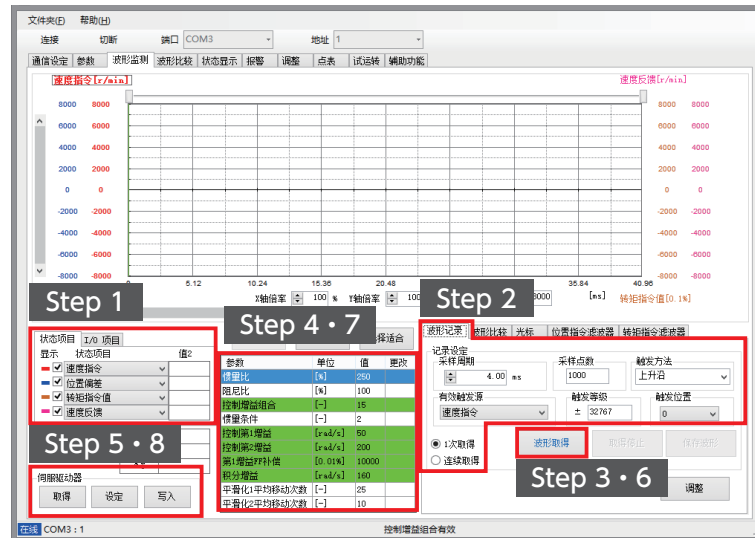 文件夹(F) 帮助(H)
连接 切断 端口 COM3 地址 1
通信设定 参数 波形监测 波形比较 状态显示 报警 调整 点表 试运转 辅助功能
速度指令[r/min] 速度反馈[r/min]
8000 8000 8000 8000
6000 6000 6000 6000
4000 4000 4000 4000
2000 2000 2000 2000
0 0 0 0
-2000 -2000 -2000 -2000
-4000 -4000 -4000 -4000
-6000 -6000 -6000 -6000
-8000 -8000 -8000 -8000
5.12 10.24 15.36 20.48 35.84 40.96
X轴倍率 100 % Y轴倍率 100 [ms] 转矩指令值[0.1%]
Step 1
Step 2
Step 4・7
择适合
状态项目 I/O 项目
显示 状态项目 值2
速度指令
位置偏差
转矩指令值
速度反馈
Step 5・8
伺服驱动器
取得 设定 写入
参数 单位 值 更改
惯量比 [%] 250
阻尼比 [%] 100
控制增益组合 [-] 15
惯量条件 [-] 2
控制第1增益 [rad/s] 50
控制第2增益 [rad/s] 200
第1增益FF补偿 [0.01%] 10000
积分增益 [rad/s] 160
平滑化1平均移动次数 [-] 25
平滑化2平均移动次数 [-] 10
波形记录 波形比较 光标 位置指令滤波器 转矩指令滤波器
记录设定
采样周期 采样点数 触发方法
4.00 ms 1000 上升沿
有效触发源 触发等级 触发位置
速度指令 ± 32767 0
1次取得 波形取得 取得停止 保存波形
连续取得
Step 3・6
调整
在线 COM3 : 1 控制增益组合有效